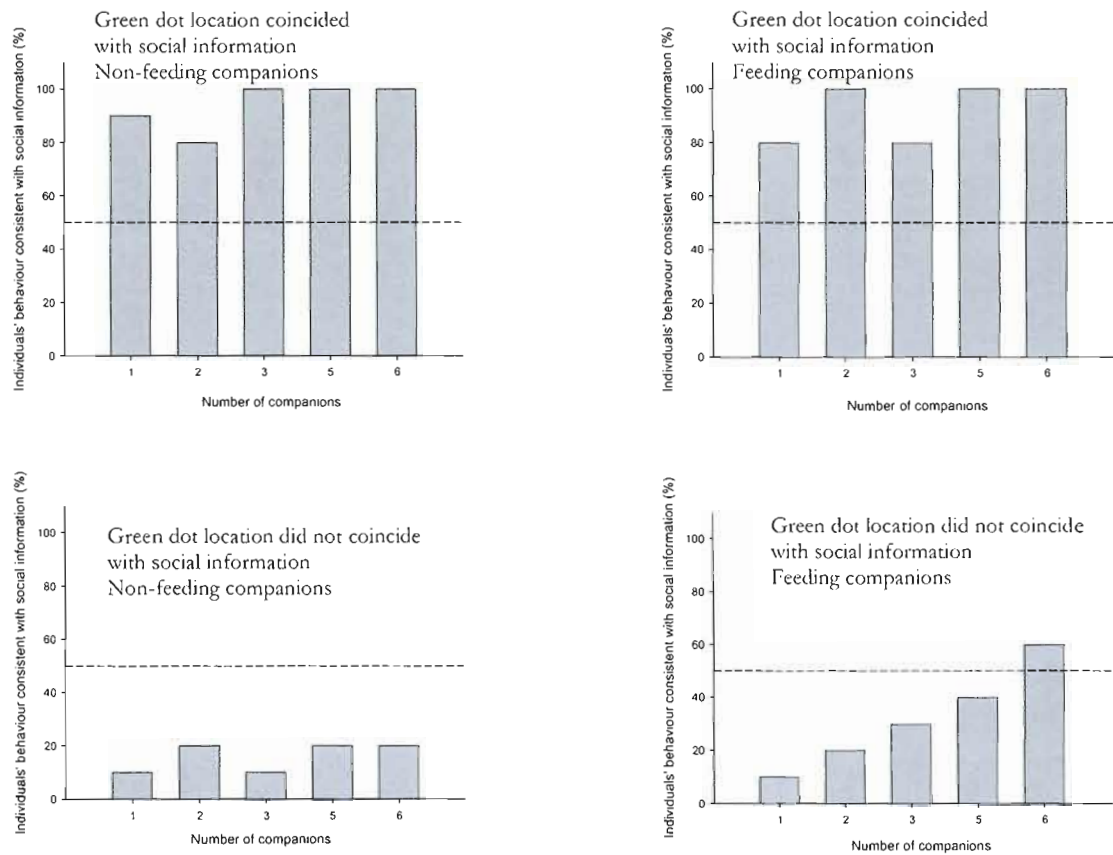 Green dot location coincided
with social information
Non-feeding companions
Individuals' behaviour consistent with social information (%)
100
80
60
40
20
0
1 2 3 5 6
Number of companions
Green dot location coincided
with social information
Feeding companions
Individuals' behaviour consistent with social information (%)
100
80
60
40
20
0
1 2 3 5 6
Number of companions
Green dot location did not coincide
with social information
Non-feeding companions
Individuals' behaviour consistent with social information (%)
100
80
60
40
20
0
1 2 3 5 6
Number of companions
Green dot location did not coincide
with social information
Feeding companions
Individuals' behaviour consistent with social information (%)
100
80
60
40
20
0
1 2 3 5 6
Number of companions